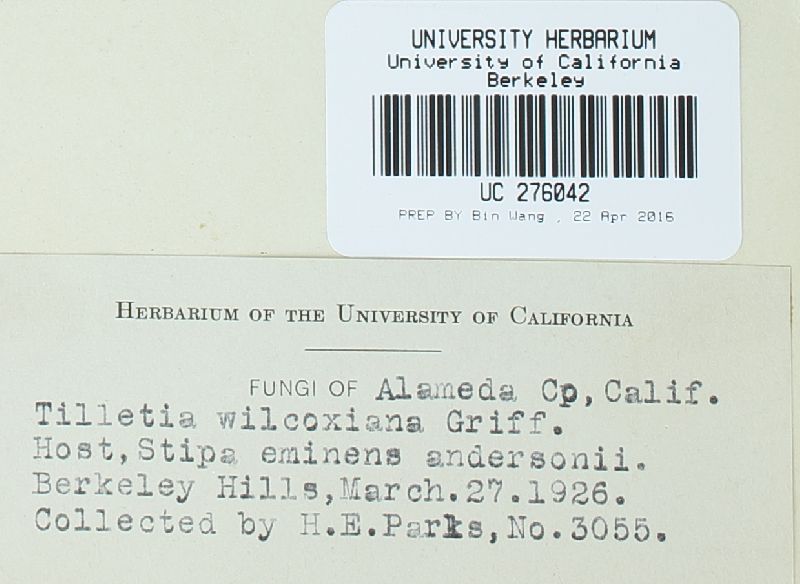 UNIVERSITY HERBARIUM
University of California
Berkeley
UC 276042
PREP BY Bin Wang , 22 Apr 2016
HERBARIUM OF THE UNIVERSITY OF CALIFORNIA
FUNGI OF Alameda Cp, Calif.
Tilletia wilcoxiana Griff.
Host, Stipa eminens andersonii.
Berkeley Hills, March. 27. 1926.
Collected by H.E. Parks, No. 3055.